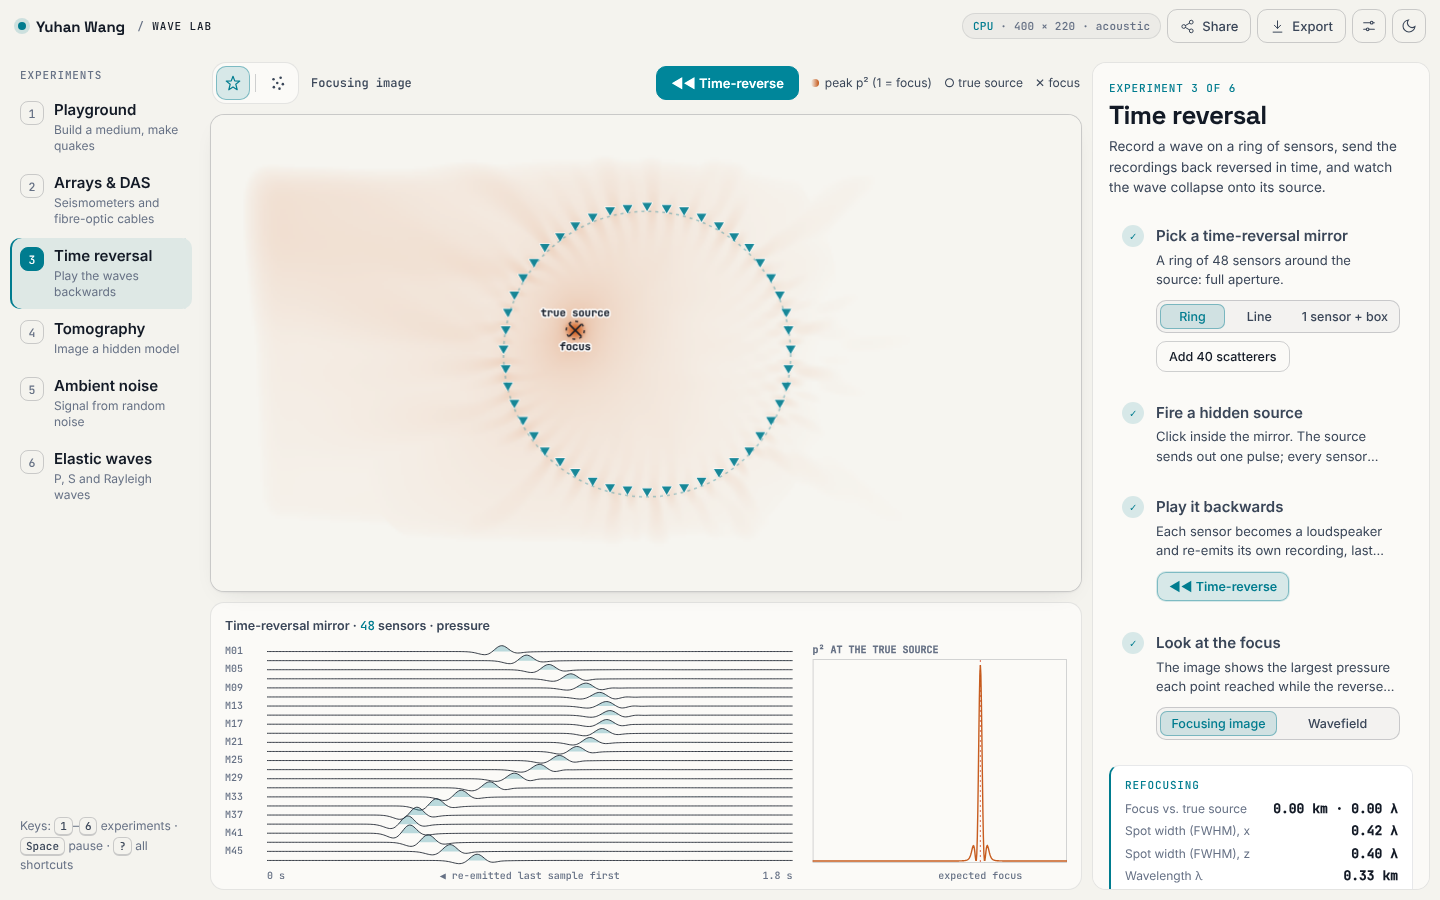 Yuhan Wang / WAVE LAB
CPU · 400 × 220 · acoustic
Share
Export
EXPERIMENTS
1 Playground
Build a medium, make
quakes
2 Arrays & DAS
Seismometers and
fibre-optic cables
3 Time reversal
Play the waves
backwards
4 Tomography
Image a hidden model
5 Ambient noise
Signal from random
noise
6 Elastic waves
P, S and Rayleigh
waves
Keys: 1–6 experiments ·
Space pause · ? all
shortcuts
Focusing image
◀◀ Time-reverse
peak p² (1 = focus)
true source
✕ focus
true source
focus
Time-reversal mirror · 48 sensors · pressure
M01
M05
M09
M13
M17
M21
M25
M29
M33
M37
M41
M45
0 s
◀ re-emitted last sample first
1.8 s
p² AT THE TRUE SOURCE
expected focus
EXPERIMENT 3 OF 6
Time reversal
Record a wave on a ring of sensors, send the
recordings back reversed in time, and watch
the wave collapse onto its source.
✓ Pick a time-reversal mirror
A ring of 48 sensors around the
source: full aperture.
Ring
Line
1 sensor + box
Add 40 scatterers
✓ Fire a hidden source
Click inside the mirror. The source
sends out one pulse; every sensor…
✓ Play it backwards
Each sensor becomes a loudspeaker
and re-emits its own recording, last…
◀◀ Time-reverse
✓ Look at the focus
The image shows the largest pressure
each point reached while the reverse…
Focusing image
Wavefield
REFOCUSING
Focus vs. true source 0.00 km · 0.00 λ
Spot width (FWHM), x 0.42 λ
Spot width (FWHM), z 0.40 λ
Wavelength λ 0.33 km